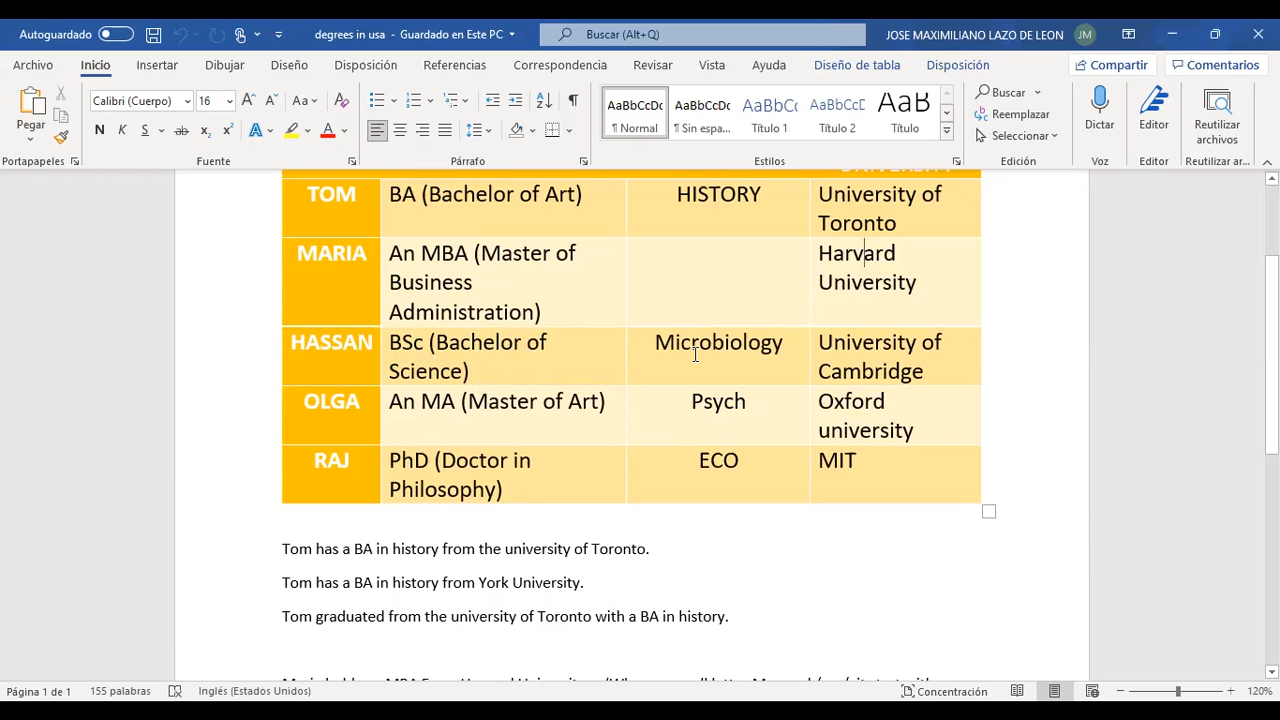 Autoguardado degrees in usa - Guardado en Este PC Buscar (Alt+Q) JOSE MAXIMILIANO LAZO DE LEON JM
Archivo Inicio Insertar Dibujar Diseño Disposición Referencias Correspondencia Revisar Vista Ayuda Diseño de tabla Disposición Compartir Comentarios
Pegar
Calibri (Cuerpo) 16
Aa
N K S ab x₂ x² A A
AaBbCcDc AaBbCcDc AaBbCc AaBbCcD AaB
¶ Normal ¶ Sin espa... Título 1 Título 2 Título
Buscar
Reemplazar
Seleccionar
Dictar
Editor
Reutilizar archivos
Portapapeles Fuente Párrafo Estilos Edición Voz Editor Reutilizar ar...
UNIVERSITY
TOM BA (Bachelor of Art) HISTORY University of
Toronto
MARIA An MBA (Master of Harvard
Business University
Administration)
HASSAN BSc (Bachelor of Microbiology University of
Science) Cambridge
OLGA An MA (Master of Art) Psych Oxford
university
RAJ PhD (Doctor in ECO MIT
Philosophy)
Tom has a BA in history from the university of Toronto.
Tom has a BA in history from York University.
Tom graduated from the university of Toronto with a BA in history.
Página 1 de 1 155 palabras Inglés (Estados Unidos) Concentración 120%